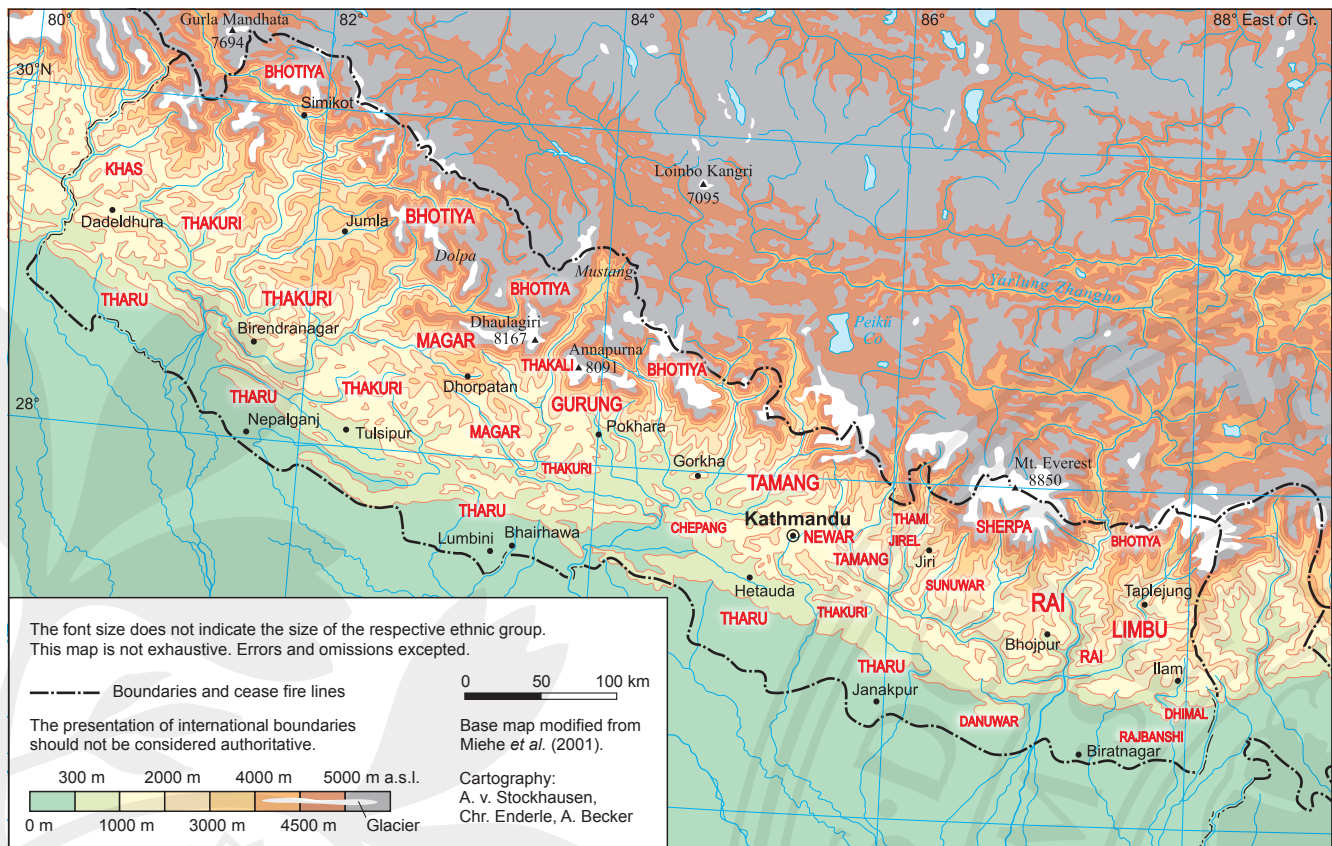 80°
82
84
86°
88° East of Gr.
Gurla Mandhata
7694
30°N
BHOTIYA
Simikot
KHAS
Loinbo Kangri
7095
Dadeldhura
THAKURI
Jumla
BHOTIYA
Dolpa
Mustang
THARU
THAKURI
BHOTIYA
Yarlung Zhangbo
Birendranagar
MAGAR
Dhaulagiri
8167
Peikü
Co
Annapurna
8091
THAKALI
BHOTIYA
THARU
THAKURI
Dhorpatan
GURUNG
28°
Nepalganj
Tulsipur
MAGAR
Pokhara
THAKURI
Gorkha
TAMANG
Mt. Everest
8850
THARU
CHEPANG
Kathmandu
NEWAR
THAMI
SHERPA
Lumbini
Bhairhawa
JIREL
BHOTIYA
TAMANG
Jiri
Hetauda
SUNUWAR
Taplejung
THARU
THAKURI
RAI
LIMBU
Bhojpur
RAI
THARU
Ilam
Janakpur
DANUWAR
DHIMAL
RAJBANSHI
Biratnagar
The font size does not indicate the size of the respective ethnic group.
This map is not exhaustive. Errors and omissions excepted.
Boundaries and cease fire lines
0 50 100 km
The presentation of international boundaries
should not be considered authoritative.
Base map modified from
Miehe et al. (2001).
300 m 2000 m 4000 m 5000 m a.s.l.
0 m 1000 m 3000 m 4500 m Glacier
Cartography:
A. v. Stockhausen,
Chr. Enderle, A. Becker